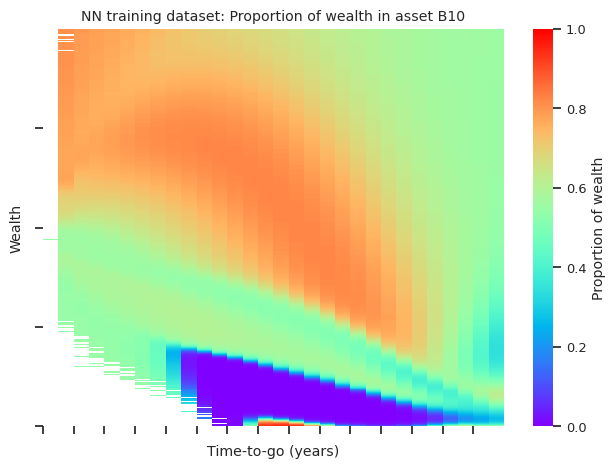 NN training dataset: Proportion of wealth in asset B10
Wealth
Time-to-go (years)
1.0
0.8
0.6
0.4
0.2
0.0
Proportion of wealth